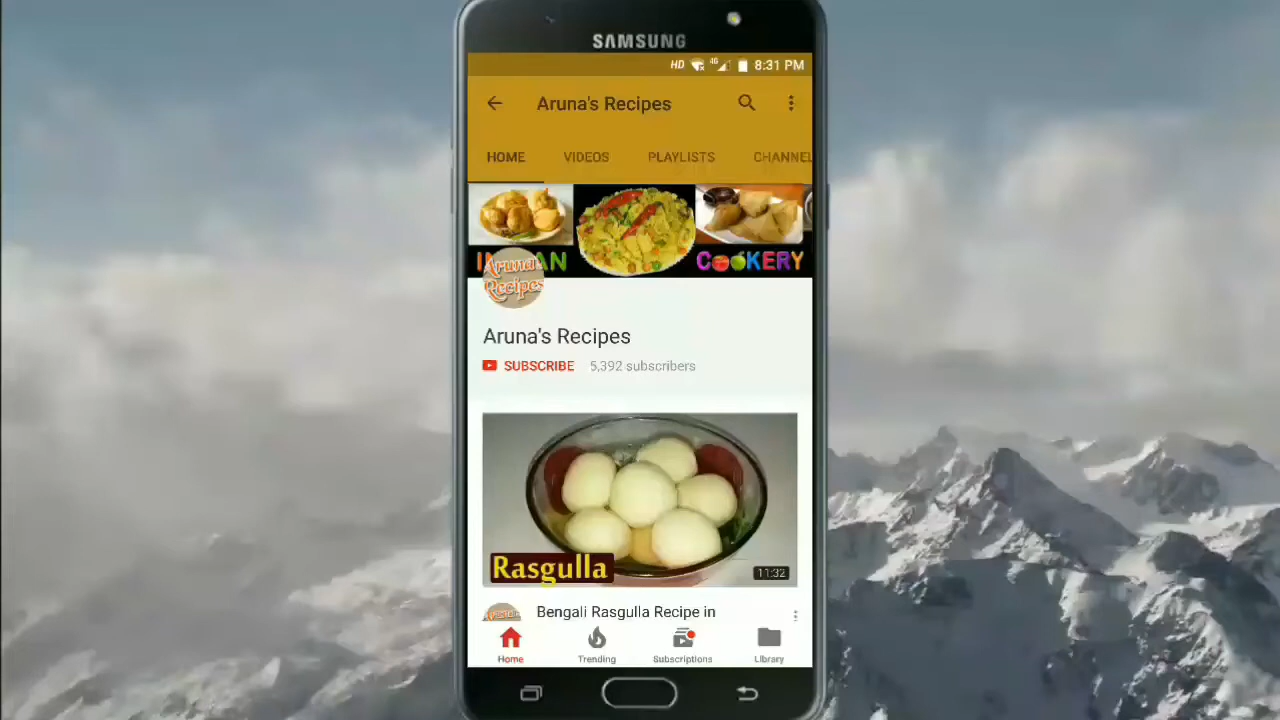 SAMSUNG
HD 4G 8:31 PM
Aruna's Recipes
HOME VIDEOS PLAYLISTS CHANNEL
COOKERY
Aruna
Recipes
Aruna's Recipes
SUBSCRIBE 5,392 subscribers
Rasgulla
11:32
Bengali Rasgulla Recipe in
Home Trending Subscriptions Library